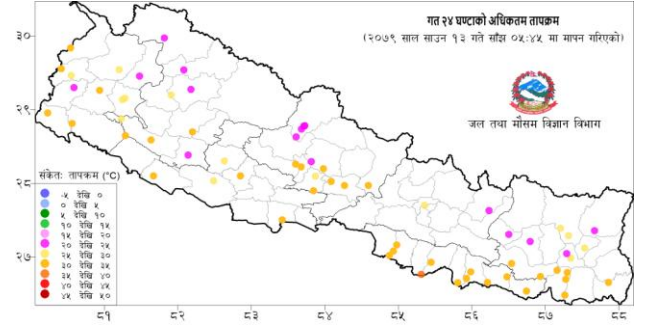 गत २४ घण्टाको अधिकतम तापक्रम
(२०७९ साल साउन १३ गते साँझ ०५:४५ मा मापन गरिएको)
जल तथा मौसम विज्ञान विभाग
संकेत: तापक्रम (°C)
-५ देखि ०
० देखि ५
५ देखि १०
१० देखि १५
१५ देखि २०
२० देखि २५
२५ देखि ३०
३० देखि ३५
३५ देखि ४०
४० देखि ४५
४५ देखि ५०
३०
२९
२८
२७
८१ ८२ ८३ ८४ ८५ ८६ ८७ ८८